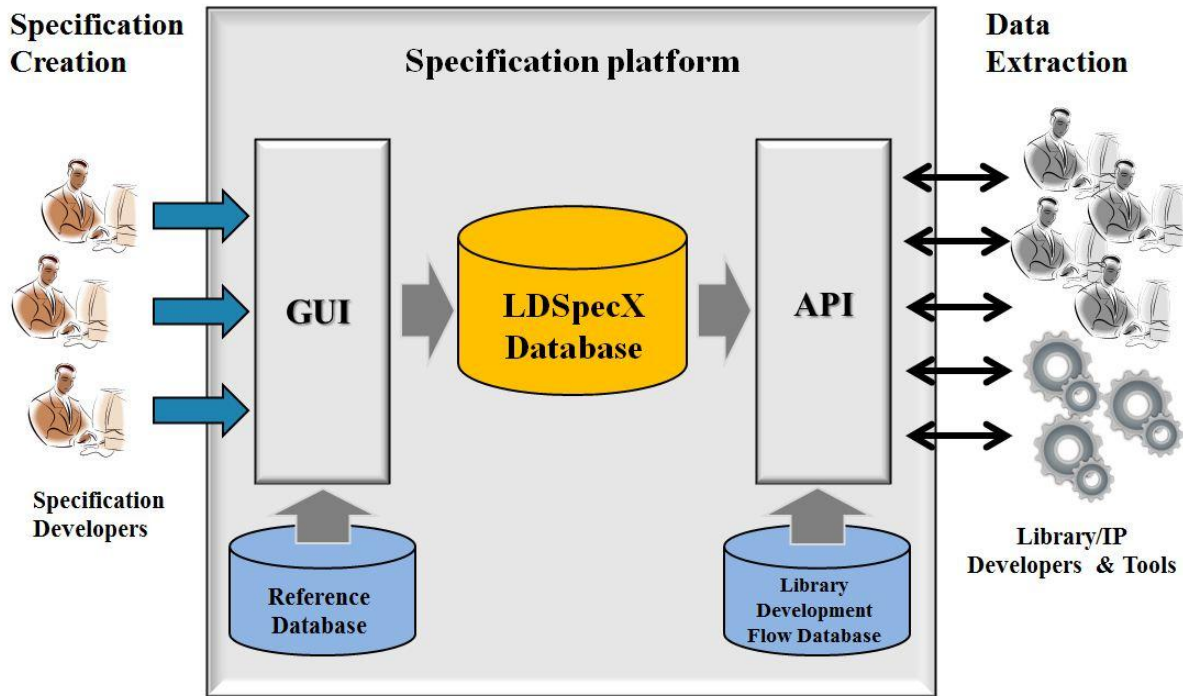 Specification
Creation
Specification platform
Data
Extraction
GUI
LDSpecX
Database
API
Specification
Developers
Reference
Database
Library
Development
Flow Database
Library/IP
Developers & Tools